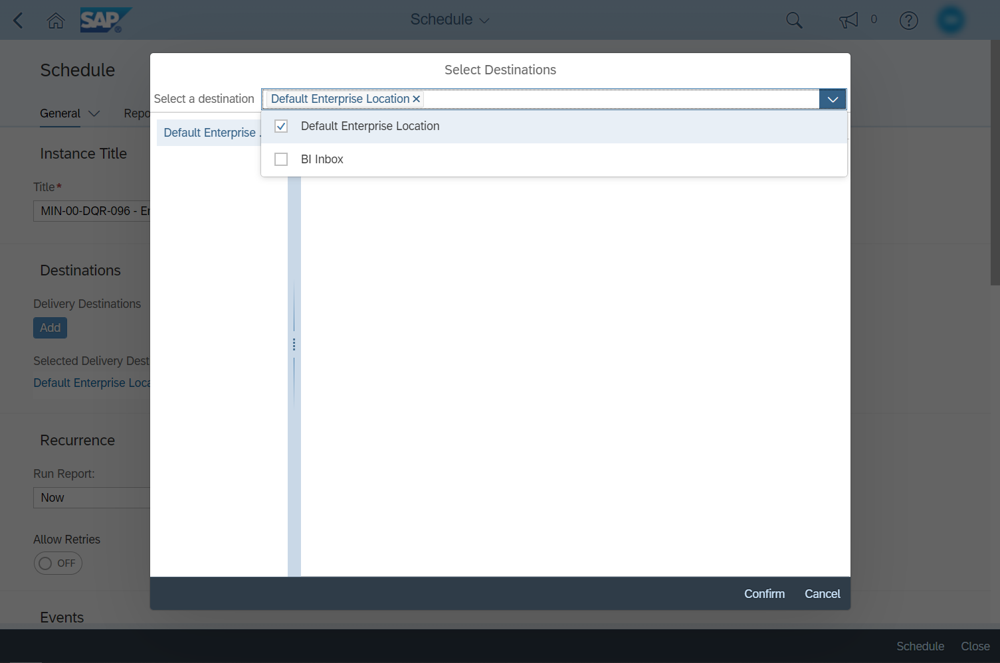 SAP
Schedule
0
Schedule
General
Repo
Instance Title
Title*
MIN-00-DQR-096 - Er
Destinations
Delivery Destinations
Add
Selected Delivery Dest
Default Enterprise Loca
Recurrence
Run Report:
Now
Allow Retries
OFF
Events
Select Destinations
Select a destination
Default Enterprise Location
Default Enterprise .
Default Enterprise Location
BI Inbox
Confirm
Cancel
Schedule
Close